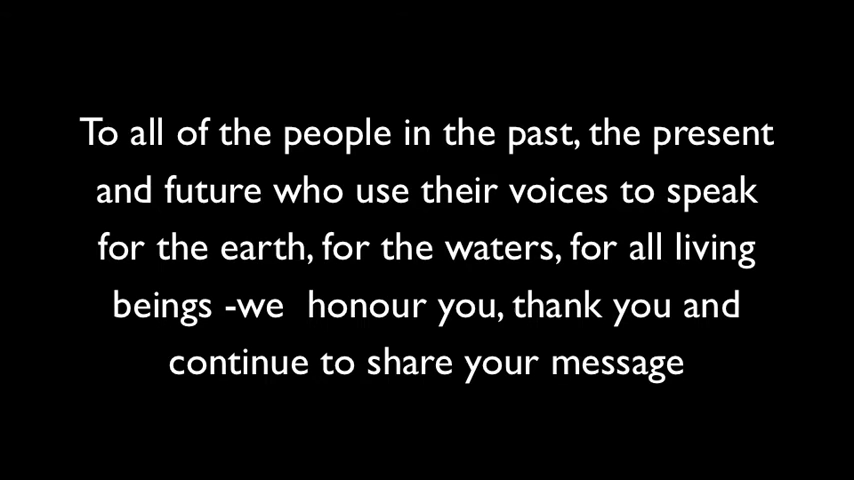 To all of the people in the past, the present
and future who use their voices to speak
for the earth, for the waters, for all living
beings -we  honour you, thank you and
continue to share your message